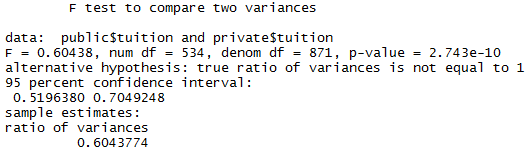 F test to compare two variances
data: public$tuition and private$tuition
F = 0.60438, num df = 534, denom df = 871, p-value = 2.743e-10
alternative hypothesis: true ratio of variances is not equal to 1
95 percent confidence interval:
0.5196380 0.7049248
sample estimates:
ratio of variances
0.6043774